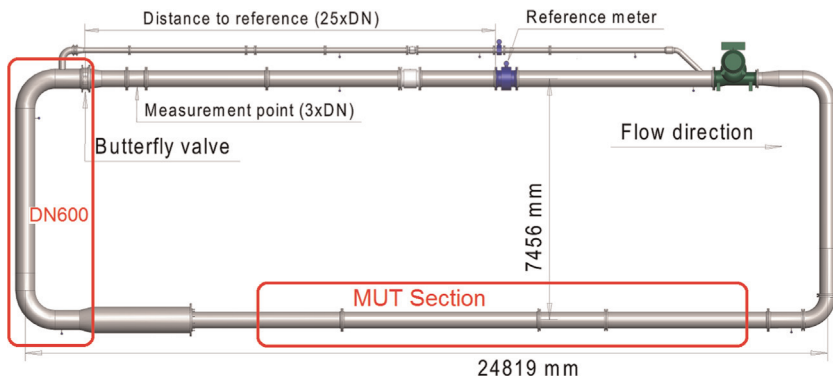 Distance to reference (25xDN)
Reference meter
Measurement point (3xDN)
Butterfly valve
Flow direction
DN600
7456 mm
MUT Section
24819 mm